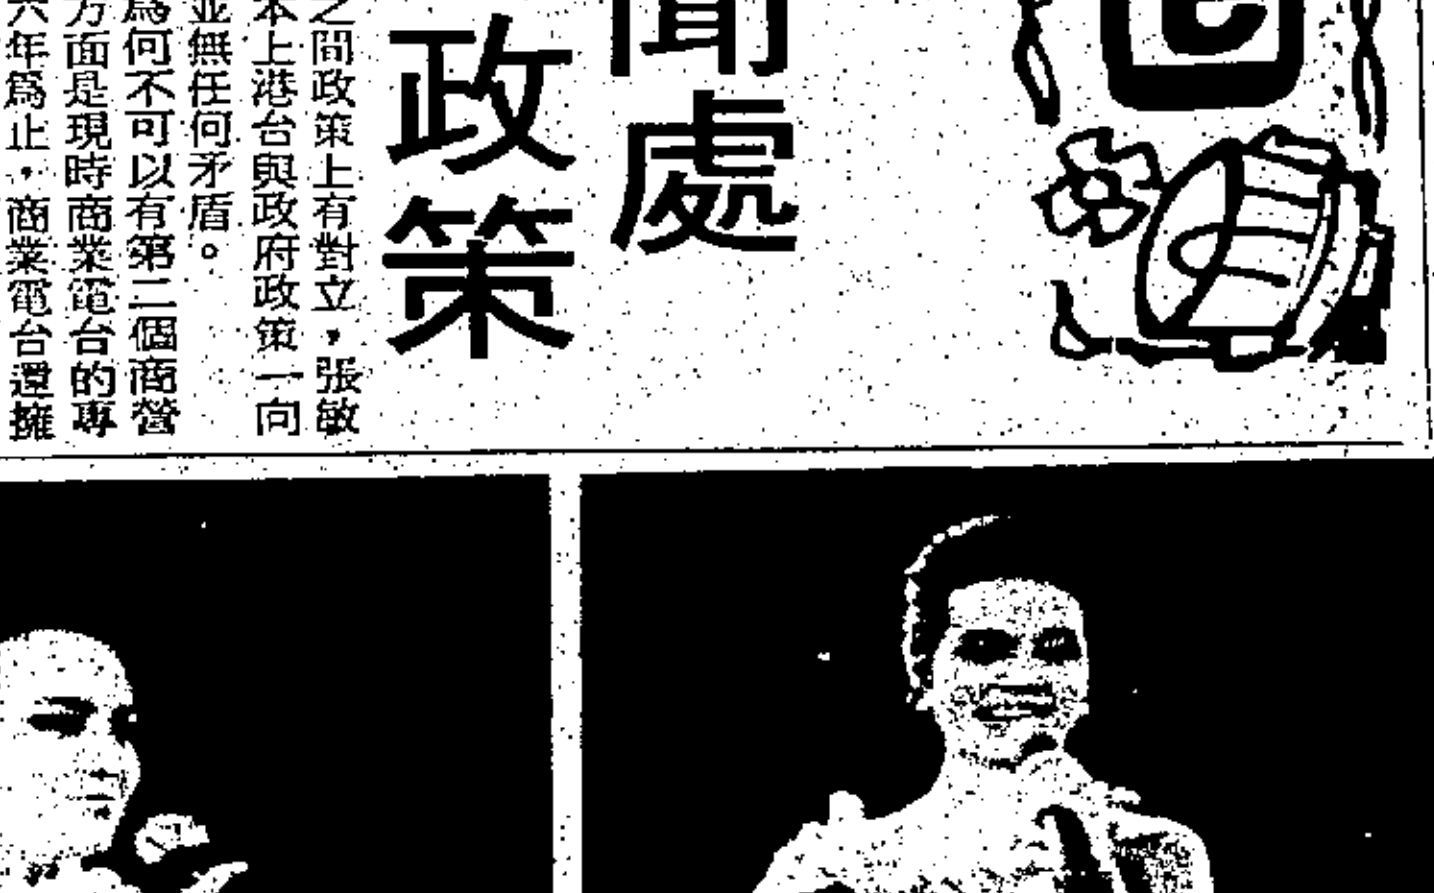 聞處
政策
之間政策上有對立，張敏
本上港台與政府政策一向
並無任何矛盾。
為何不可以有第二個商營
方面是現時商業電台的專
六年爲止，商業電台還擁